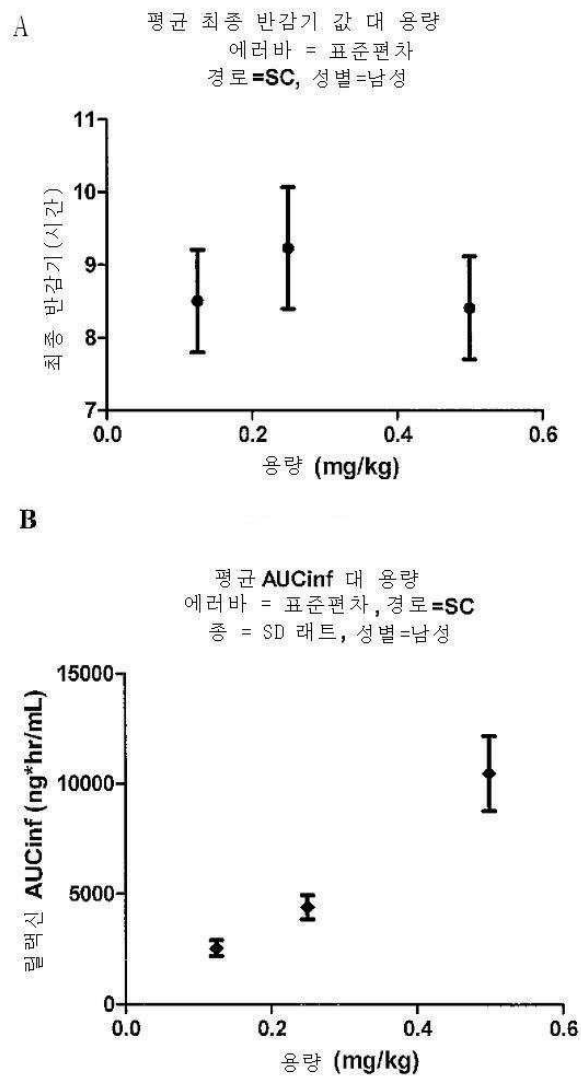 A
평균 최종 반감기 값 대 용량
에러바 = 표준편차
경로=SC, 성별=남성
최종 반감기(시간)
11
10
9
8
7
0.0
0.2
0.4
0.6
용량 (mg/kg)
B
평균 AUCinf 대 용량
에러바 = 표준편차, 경로=SC
종 = SD 래트, 성별=남성
릴랙신 AUCinf (ng*hr/mL)
15000
10000
5000
0
0.0
0.2
0.4
0.6
용량 (mg/kg)